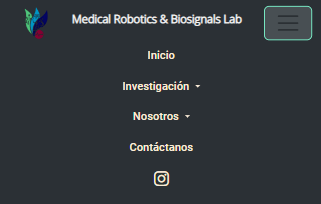 Medical Robotics & Biosignals Lab
Inicio
Investigación
Nosotros
Contáctanos